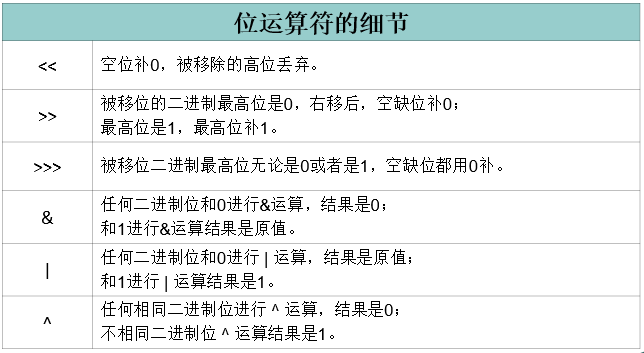 位运算符的细节
<< 空位补0，被移除的高位丢弃。
>> 被移位的二进制最高位是0，右移后，空缺位补0；
最高位是1，最高位补1。
>>> 被移位二进制最高位无论是0或者是1，空缺位都用0补。
& 任何二进制位和0进行&运算，结果是0；
和1进行&运算结果是原值。
| 任何二进制位和0进行 | 运算，结果是原值；
和1进行 | 运算结果是1。
^ 任何相同二进制位进行 ^ 运算，结果是0；
不相同二进制位 ^ 运算结果是1。